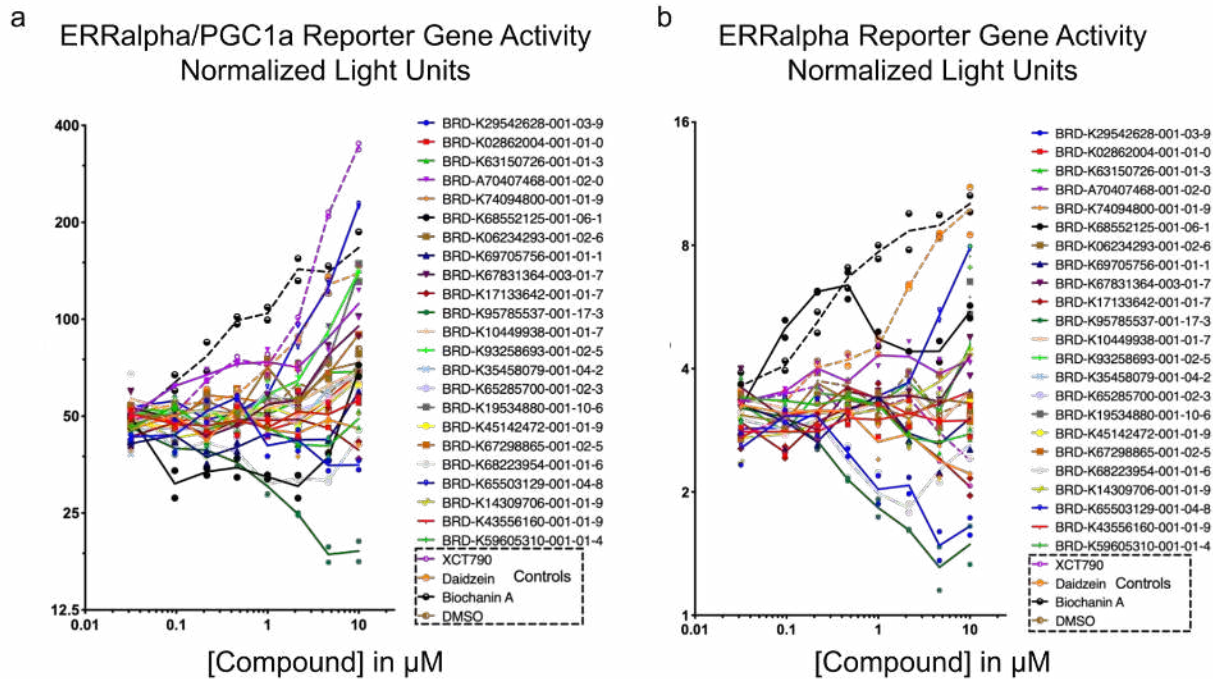 a
ERRalpha/PGC1a Reporter Gene Activity
Normalized Light Units
400
200
100
50
25
12.5
0.01
0.1
1
10
[Compound] in µM
BRD-K29542628-001-03-9
BRD-K02862004-001-01-0
BRD-K63150726-001-01-3
BRD-A70407468-001-02-0
BRD-K74094800-001-01-9
BRD-K68552125-001-06-1
BRD-K06234293-001-02-6
BRD-K69705756-001-01-1
BRD-K67831364-003-01-7
BRD-K17133642-001-01-7
BRD-K95785537-001-17-3
BRD-K10449938-001-01-7
BRD-K93258693-001-02-5
BRD-K35458079-001-04-2
BRD-K65285700-001-02-3
BRD-K19534880-001-10-6
BRD-K45142472-001-01-9
BRD-K67298865-001-02-5
BRD-K68223954-001-01-6
BRD-K65503129-001-04-8
BRD-K14309706-001-01-9
BRD-K43556160-001-01-9
BRD-K59605310-001-01-4
XCT790
Daidzein Controls
Biochanin A
DMSO
b
ERRalpha Reporter Gene Activity
Normalized Light Units
16
8
4
2
1
0.01
0.1
1
10
[Compound] in µM
BRD-K29542628-001-03-9
BRD-K02862004-001-01-0
BRD-K63150726-001-01-3
BRD-A70407468-001-02-0
BRD-K74094800-001-01-9
BRD-K68552125-001-06-1
BRD-K06234293-001-02-6
BRD-K69705756-001-01-1
BRD-K67831364-003-01-7
BRD-K17133642-001-01-7
BRD-K95785537-001-17-3
BRD-K10449938-001-01-7
BRD-K93258693-001-02-5
BRD-K35458079-001-04-2
BRD-K65285700-001-02-3
BRD-K19534880-001-10-6
BRD-K45142472-001-01-9
BRD-K67298865-001-02-5
BRD-K68223954-001-01-6
BRD-K14309706-001-01-9
BRD-K65503129-001-04-8
BRD-K43556160-001-01-9
BRD-K59605310-001-01-4
XCT790
Daidzein Controls
Biochanin A
DMSO